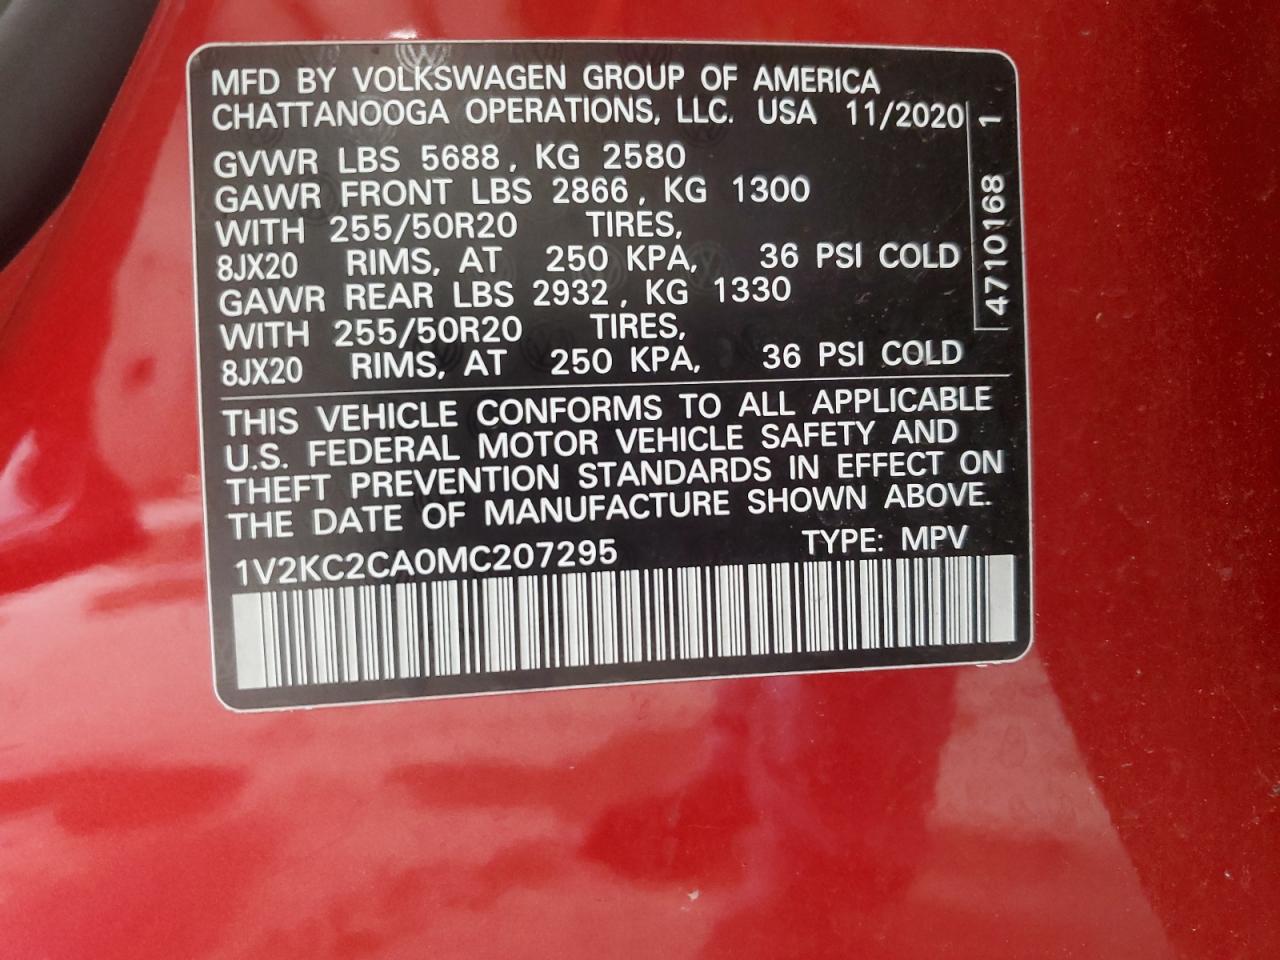 MFD BY VOLKSWAGEN GROUP OF AMERICA
CHATTANOOGA OPERATIONS, LLC. USA 11/2020
GVWR LBS 5688, KG 2580
GAWR FRONT LBS 2866, KG 1300
WITH 255/50R20 TIRES,
8JX20 RIMS, AT 250 KPA, 36 PSI COLD
GAWR REAR LBS 2932, KG 1330
WITH 255/50R20 TIRES,
8JX20 RIMS, AT 250 KPA, 36 PSI COLD
4710168 1
THIS VEHICLE CONFORMS TO ALL APPLICABLE
U.S. FEDERAL MOTOR VEHICLE SAFETY AND
THEFT PREVENTION STANDARDS IN EFFECT ON
THE DATE OF MANUFACTURE SHOWN ABOVE.
1V2KC2CA0MC207295 TYPE: MPV